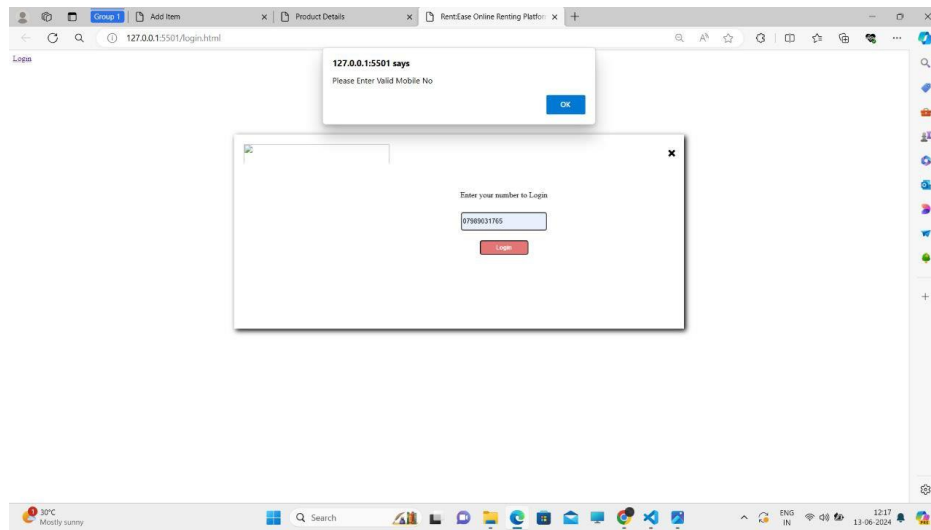 Group 1
Add Item
Product Details
Rent:Ease Online Renting Platfor
127.0.0.1:5501/login.html
Login
127.0.0.1:5501 says
Please Enter Valid Mobile No
OK
Enter your number to Login
07989031765
Login
30°C
Mostly sunny
Search
ENG
IN
12:17
13-06-2024